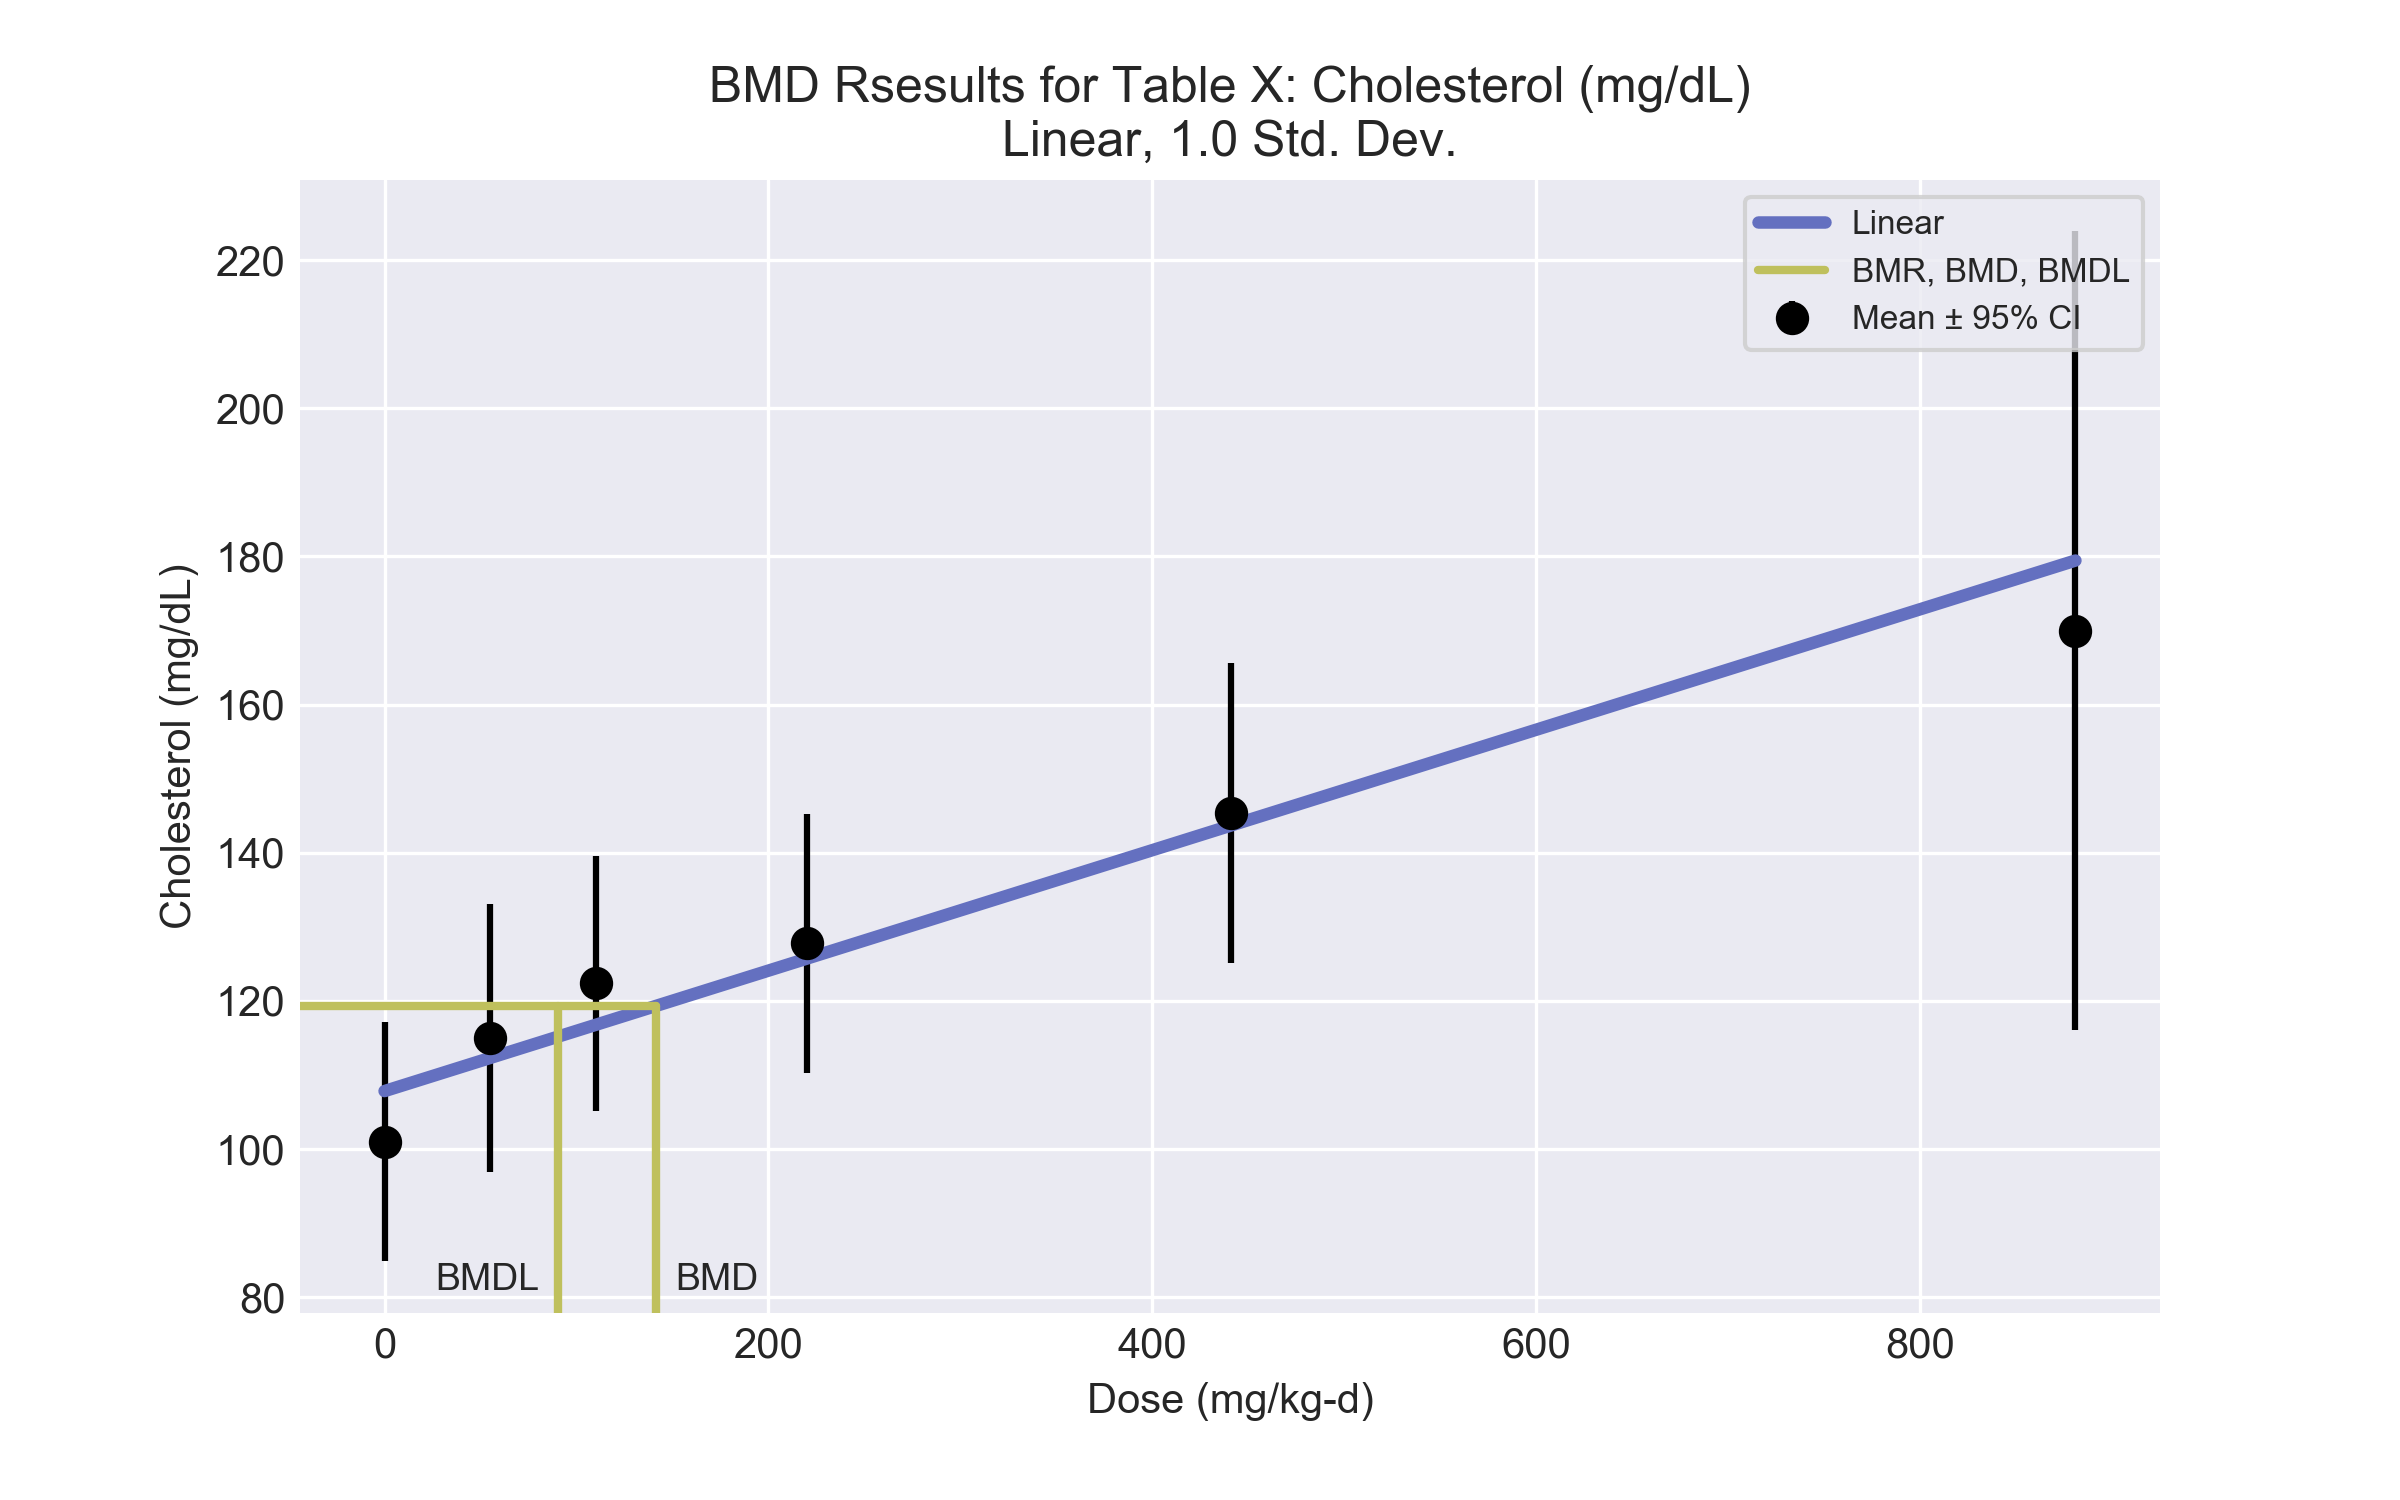 BMD Rsesults for Table X: Cholesterol (mg/dL)
Linear, 1.0 Std. Dev.
Linear
BMR, BMD, BMDL
Mean ± 95% CI
Cholesterol (mg/dL)
220
200
180
160
140
120
100
80
BMDL
BMD
0
200
400
600
800
Dose (mg/kg-d)